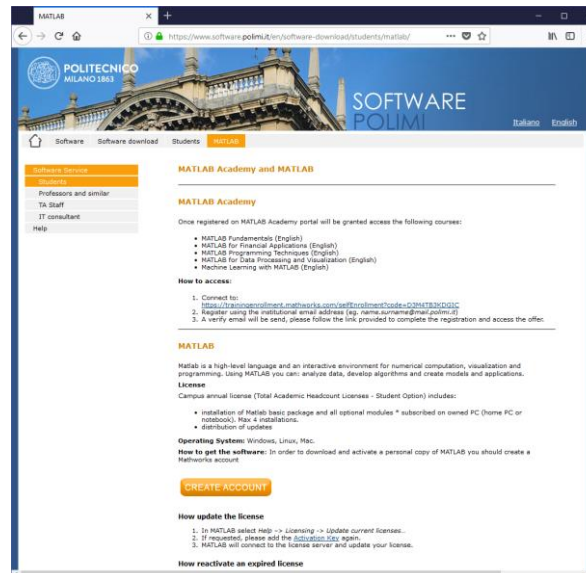 MATLAB
https://www.software.polimi.it/en/software-download/students/matlab/
POLITECNICO
MILANO 1863
SOFTWARE
POLIMI
Italiano English
Software Software download Students MATLAB
Software Service
Students
Professors and similar
TA Staff
IT consultant
Help
MATLAB Academy and MATLAB
MATLAB Academy
Once registered on MATLAB Academy portal will be granted access the following courses:
MATLAB Fundamentals (English)
MATLAB for Financial Applications (English)
MATLAB Programming Techniques (English)
MATLAB for Data Processing and Visualization (English)
Machine Learning with MATLAB (English)
How to access:
1. Connect to:
https://trainingenrollment.mathworks.com/selfEnrollment?code=
2. Register using the institutional email address (eg. name.surname@mail.polimi.it)
3. A verify email will be send, please follow the link provided to complete the registration and access the offer.
MATLAB
Matlab is a high-level language and an interactive environment for numerical computation, visualization and
programming. Using MATLAB you can: analyze data, develop algorithms and create models and applications.
License
Campus annual license (Total Academic Headcount Licenses - Student Option) includes:
installation of Matlab basic package and all optional modules * subscribed on owned PC (home PC or
notebook). Max 4 installations.
distribution of updates
Operating System: Windows, Linux, Mac.
How to get the software: In order to download and activate a personal copy of MATLAB you should create a
Mathworks account
CREATE ACCOUNT
How update the license
1. In MATLAB select Help -> Licensing -> Update current licenses.
2. If requested, please add the Activation Key again.
3. MATLAB will connect to the license server and update your license.
How reactivate an expired license